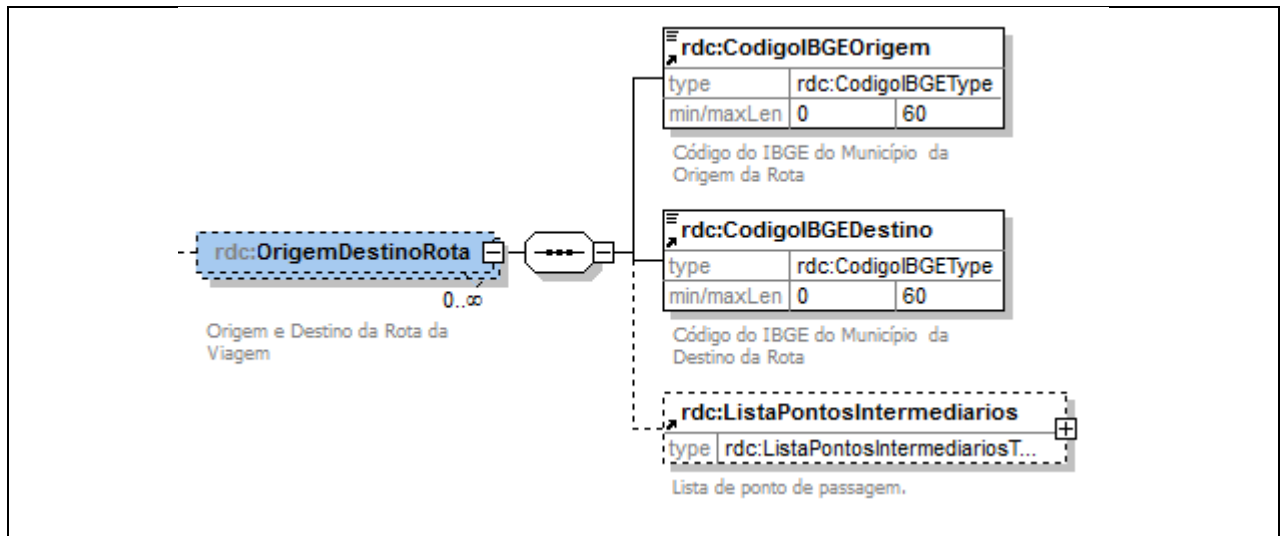 rdc:CodigoIBGEOrigem
type rdc:CodigoIBGEType
min/maxLen 0 60
Código do IBGE do Município da
Origem da Rota
rdc:OrigemDestinoRota
0..∞
Origem e Destino da Rota da
Viagem
rdc:CodigoIBGEDestino
type rdc:CodigoIBGEType
min/maxLen 0 60
Código do IBGE do Município da
Destino da Rota
rdc:ListaPontosIntermediarios
type rdc:ListaPontosIntermediariosT...
Lista de ponto de passagem.